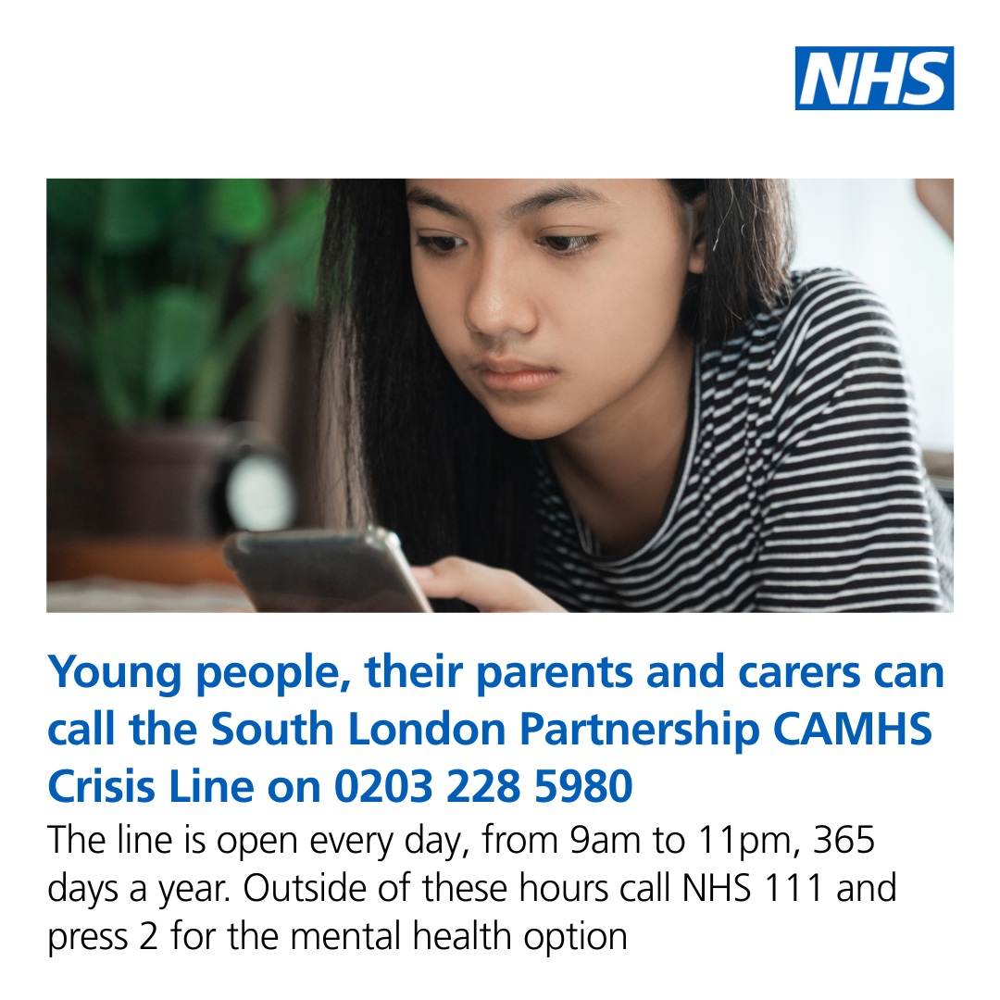 NHS
Young people, their parents and carers can
call the South London Partnership CAMHS
Crisis Line on 0203 228 5980
The line is open every day, from 9am to 11pm, 365
days a year. Outside of these hours call NHS 111 and
press 2 for the mental health option